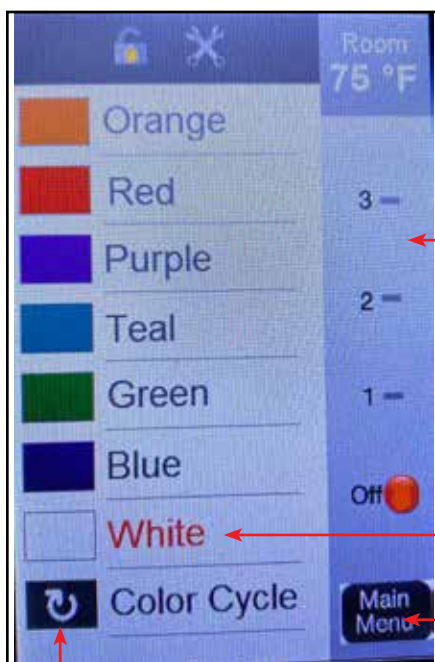 Room
75 °F
Orange
Red
Purple
Teal
Green
Blue
White
Color Cycle
3
2
1
Off
Main
Menu